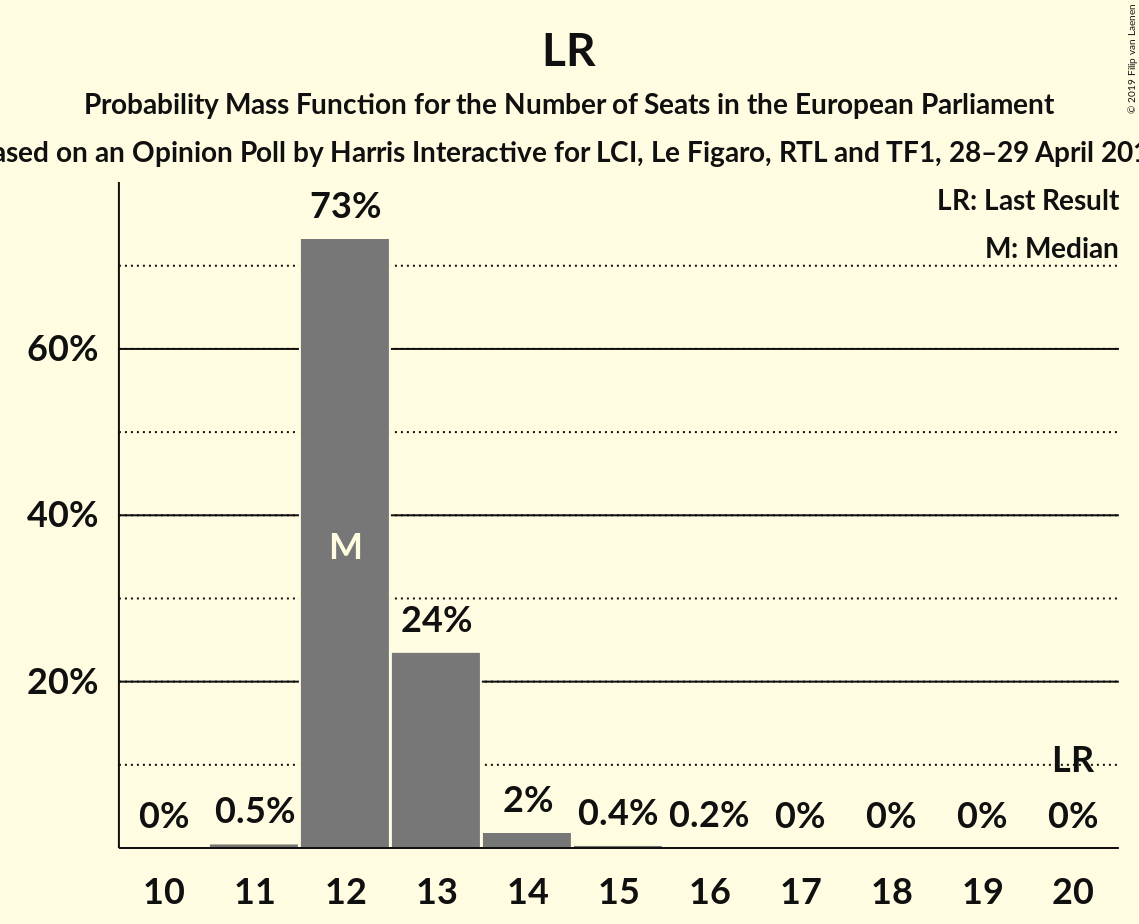 LR
Probability Mass Function for the Number of Seats in the European Parliament
ased on an Opinion Poll by Harris Interactive for LCI, Le Figaro, RTL and TF1, 28–29 April 201
© 2019 Filip van Laenen
LR: Last Result
M: Median
73%
60%
40%
M
24%
20%
LR
0% 0.5% 2% 0.4% 0.2% 0% 0% 0% 0%
10 11 12 13 14 15 16 17 18 19 20